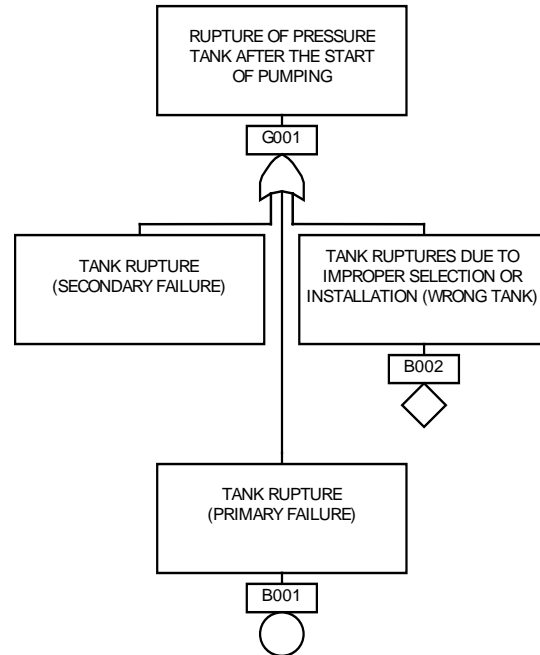 RUPTURE OF PRESSURE
TANK AFTER THE START
OF PUMPING
G001
TANK RUPTURE
(SECONDARY FAILURE)
TANK RUPTURES DUE TO
IMPROPER SELECTION OR
INSTALLATION (WRONG TANK)
B002
TANK RUPTURE
(PRIMARY FAILURE)
B001